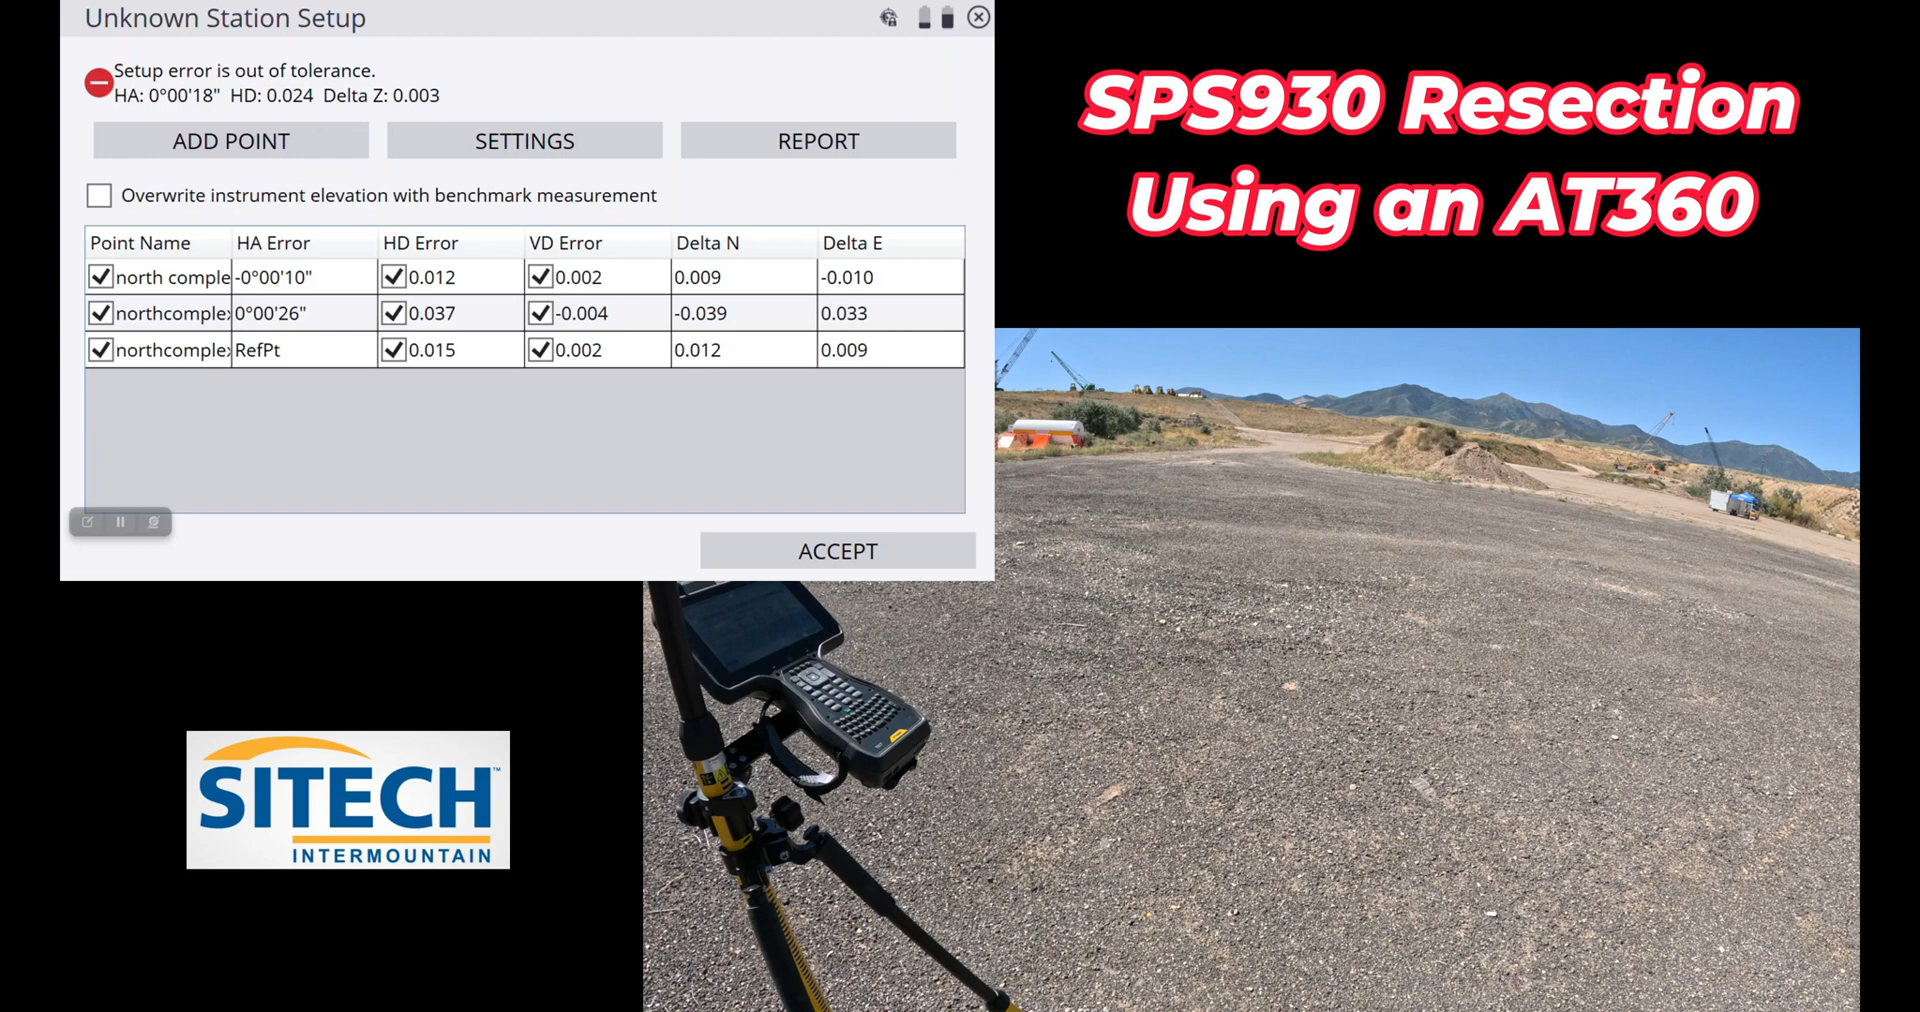 Unknown Station Setup
Setup error is out of tolerance.
HA: 0°00'18" HD: 0.024 Delta Z: 0.003
ADD POINT SETTINGS REPORT
Overwrite instrument elevation with benchmark measurement
Point Name HA Error HD Error VD Error Delta N Delta E
north comple -0°00'10" 0.012 0.002 0.009 -0.010
northcomple 0°00'26" 0.037 -0.004 -0.039 0.033
northcomple RefPt 0.015 0.002 0.012 0.009
ACCEPT
SPS930 Resection
Using an AT360
SITECH™
INTERMOUNTAIN